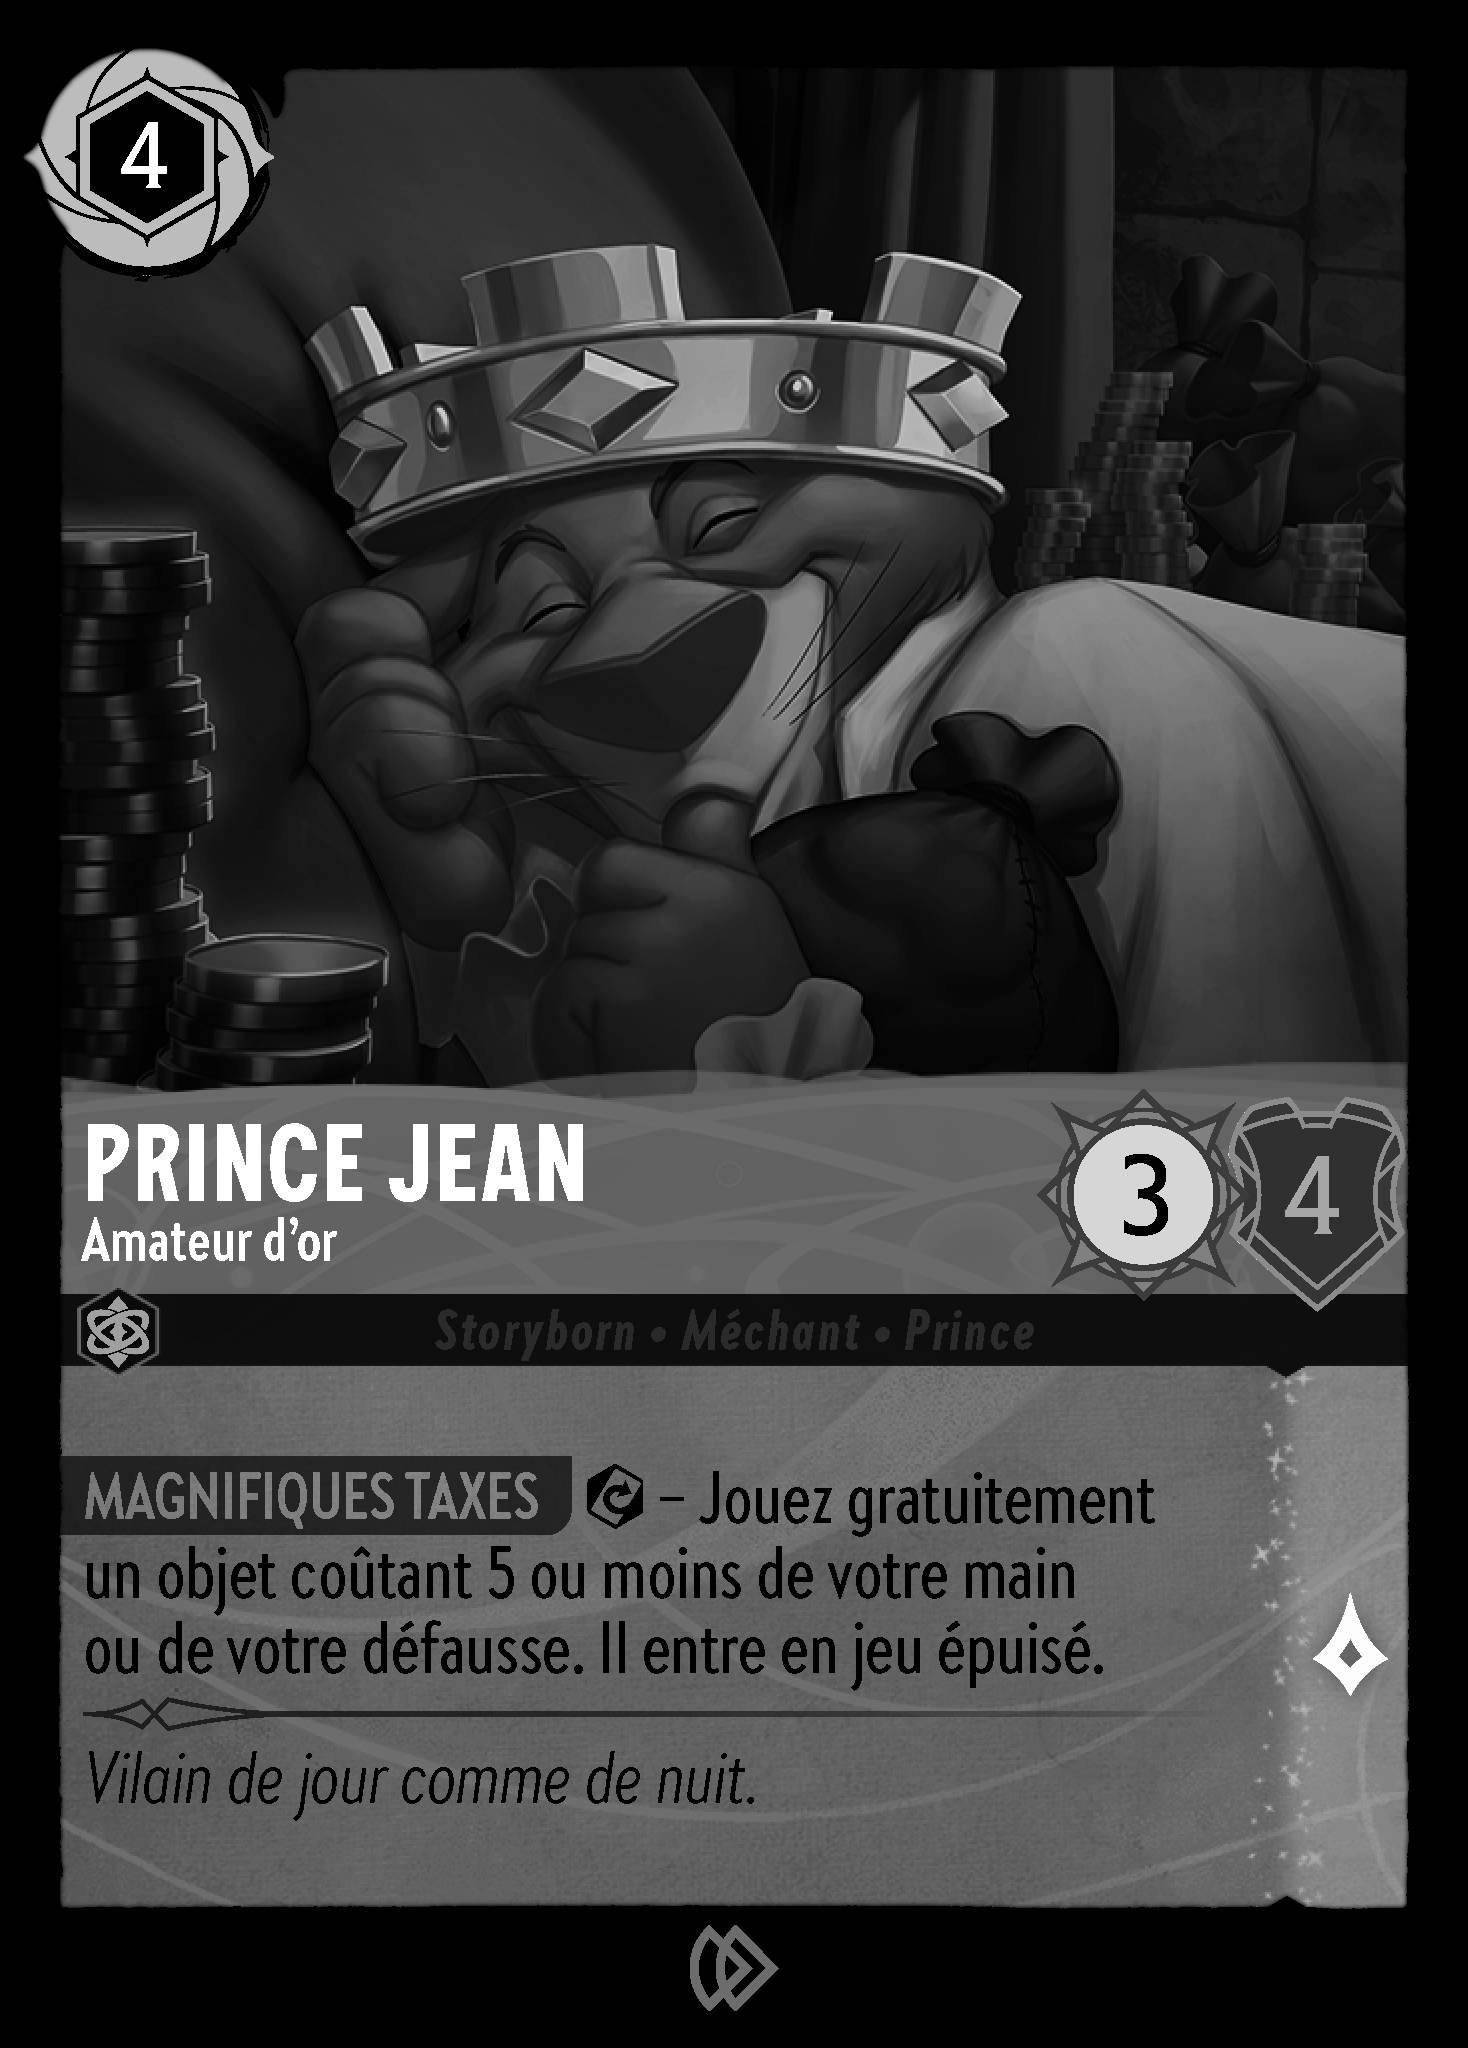 4
PRINCE JEAN
Amateur d’or
3
4
Storyborn • Méchant • Prince
MAGNIFIQUES TAXES – Jouez gratuitement
un objet coûtant 5 ou moins de votre main
ou de votre défausse. Il entre en jeu épuisé.
Vilain de jour comme de nuit.